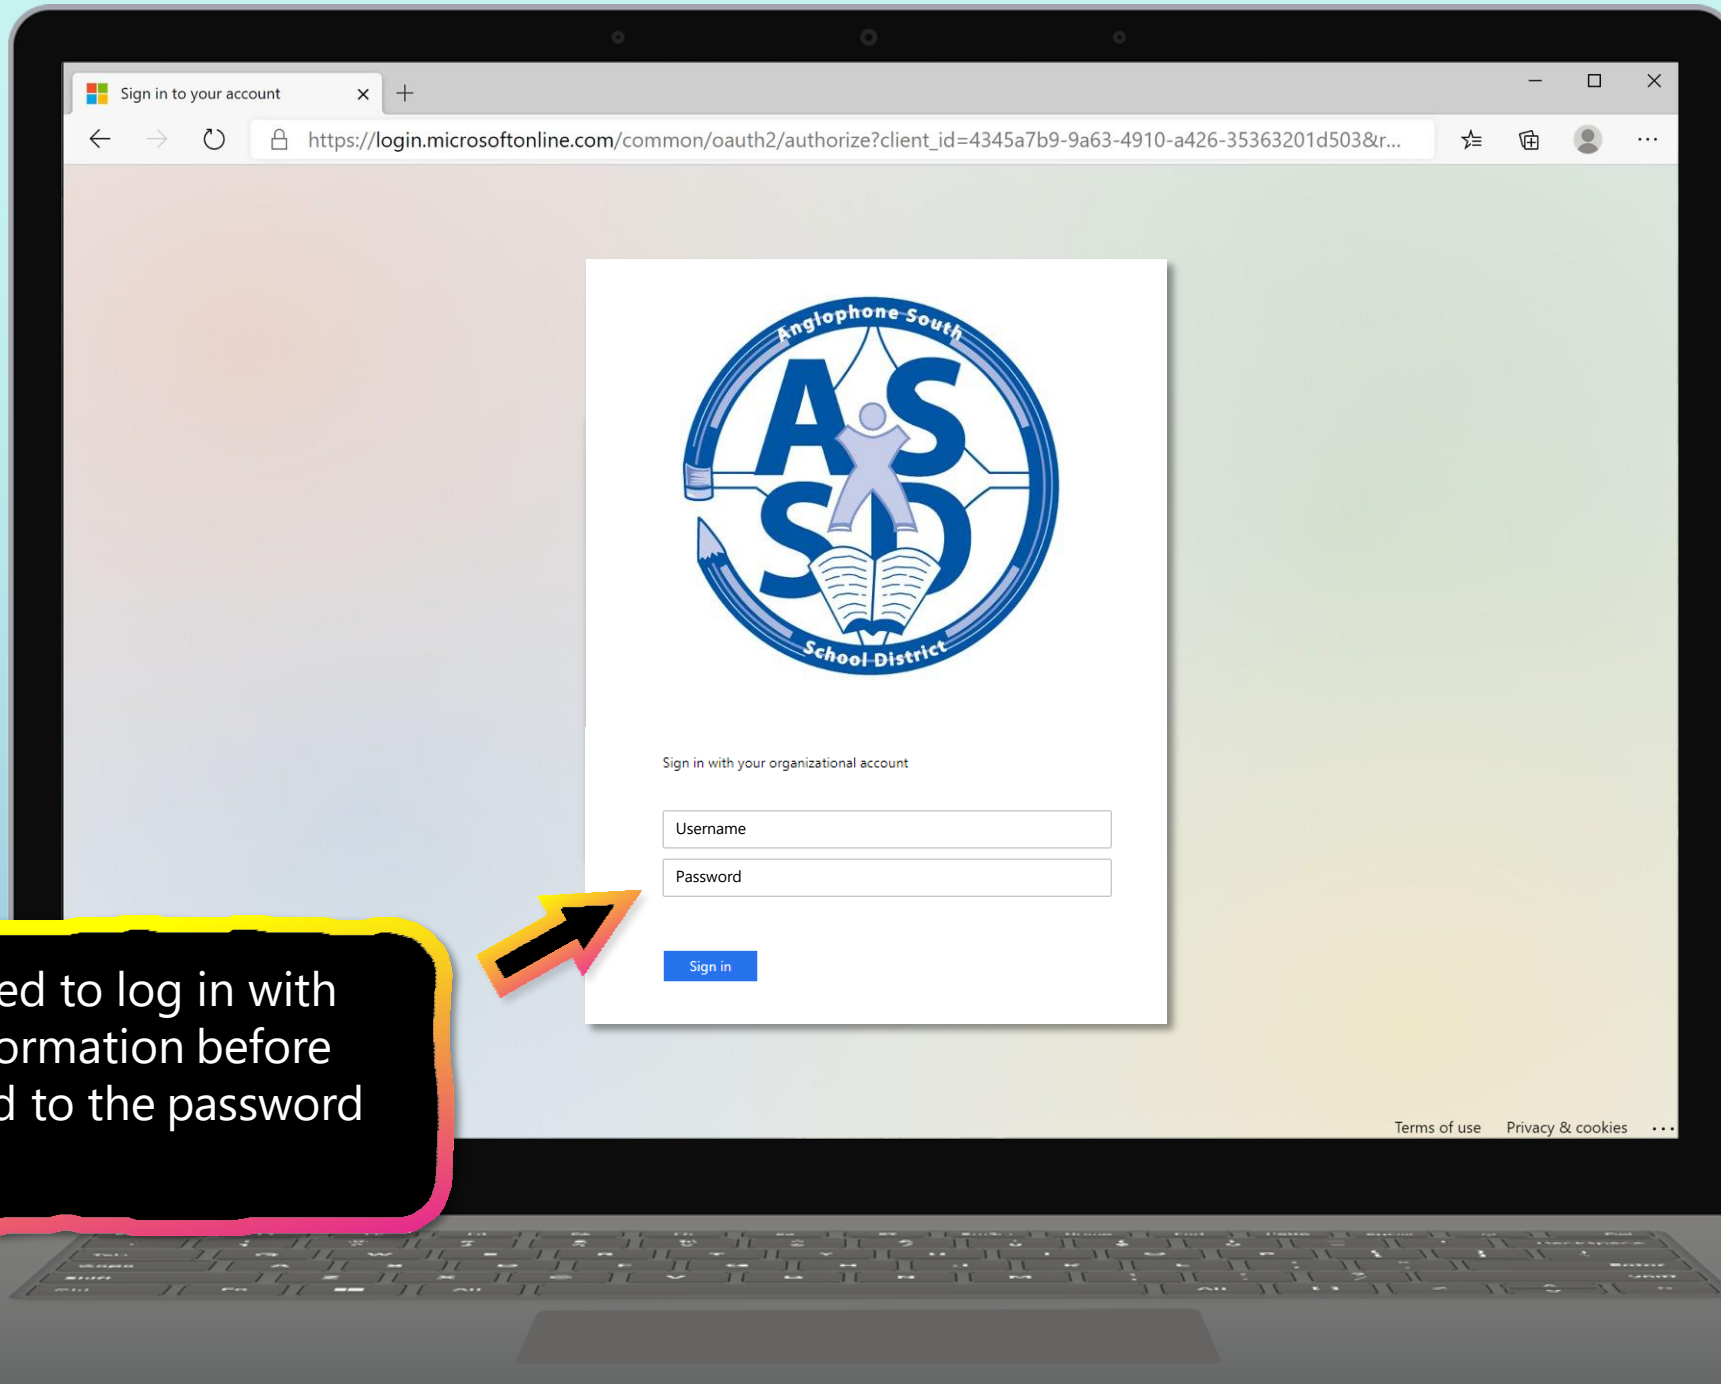 Sign in to your account
https://login.microsoftonline.com/common/oauth2/authorize?client_id=4345a7b9-9a63-4910-a426-35363201d503&r...
Anglophone South
AS
SD
School District
Sign in with your organizational account
Username
Password
Sign in
ed to log in with
ormation before
d to the password
Terms of use Privacy & cookies ...